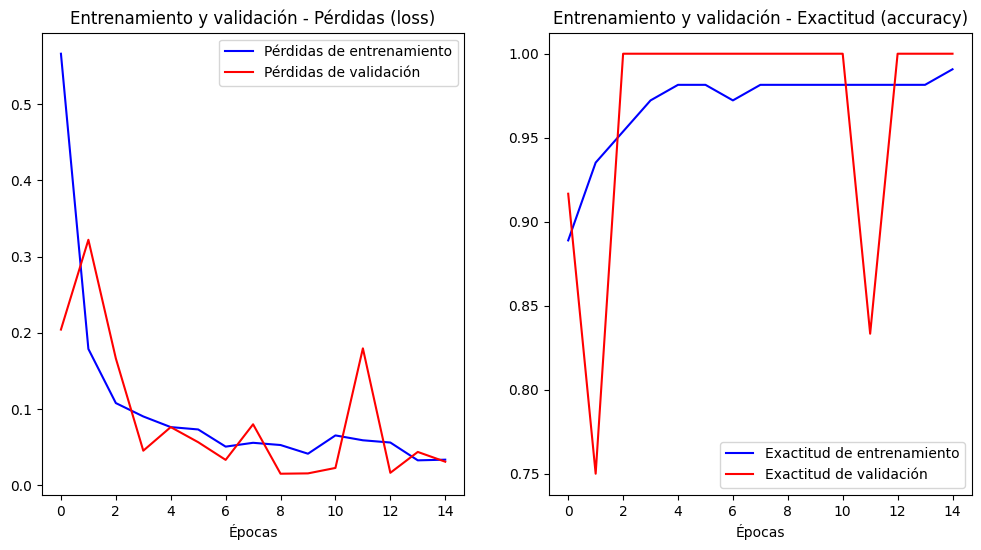 Entrenamiento y validación - Pérdidas (loss)
Pérdidas de entrenamiento
Pérdidas de validación
0.5
0.4
0.3
0.2
0.1
0.0
0 2 4 6 8 10 12 14
Épocas
Entrenamiento y validación - Exactitud (accuracy)
1.00
0.95
0.90
0.85
0.80
0.75
Exactitud de entrenamiento
Exactitud de validación
0 2 4 6 8 10 12 14
Épocas